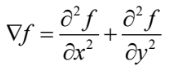 ∇f = ∂²f/∂x² + ∂²f/∂y²